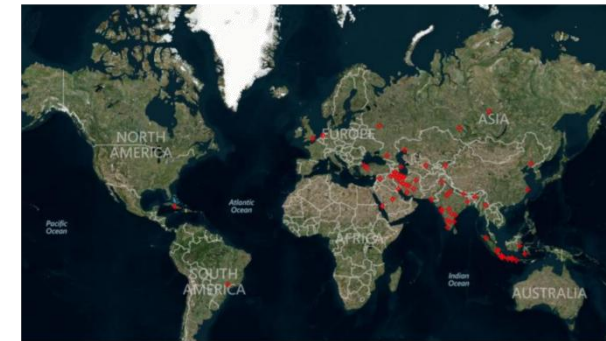 ASIA
EUROPE
NORTH
AMERICA
Atlantic
Ocean
Pacific
Ocean
AFRICA
SOUTH
AMERICA
Indian
Ocean
AUSTRALIA